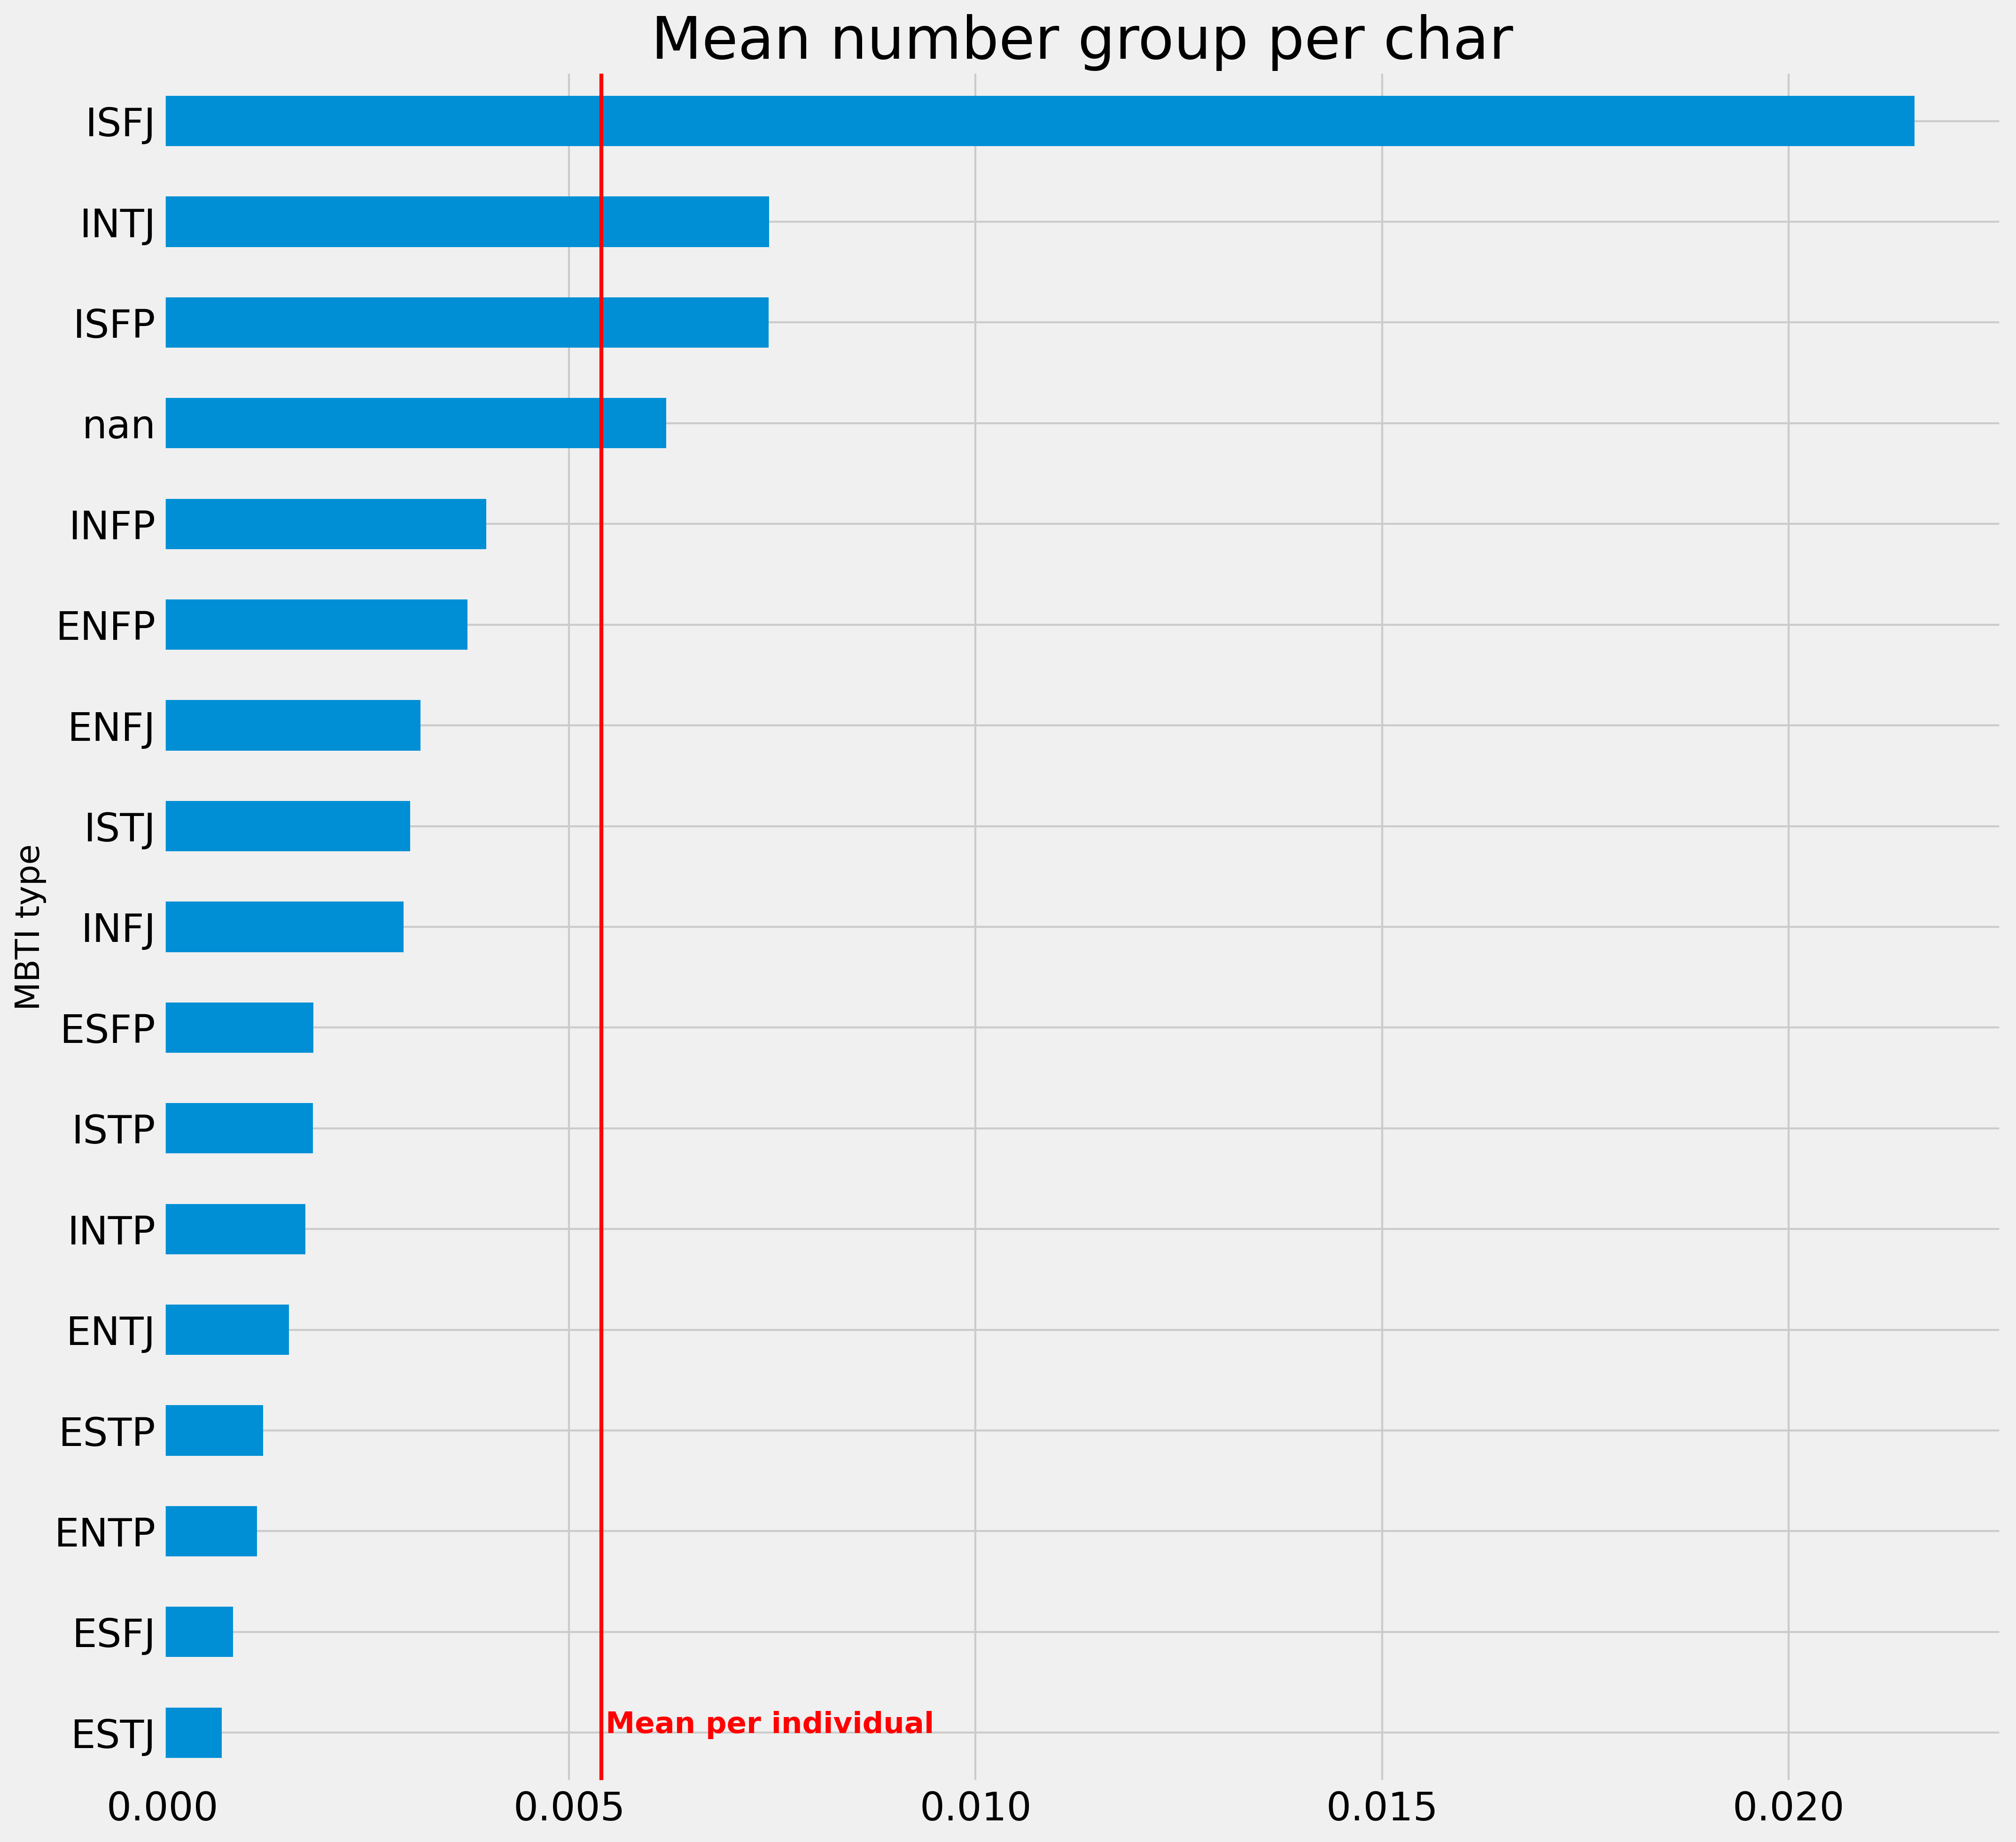 Mean number group per char
ISFJ
INTJ
ISFP
nan
INFP
ENFP
ENFJ
ISTJ
INFJ
ESFP
ISTP
INTP
ENTJ
ESTP
ENTP
ESFJ
ESTJ
MBTI type
Mean per individual
0.000 0.005 0.010 0.015 0.020